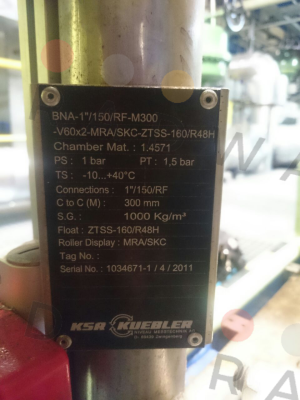 BNA-1"/150/RF-M300
-V60x2-MRA/SKC-ZTSS-160/R48H
Chamber Mat. : 1.4571
PS : 1 bar PT : 1,5 bar
TS : -10...+40°C
Connections : 1"/150/RF
C to C (M) : 300 mm
S.G. : 1000 Kg/m³
Float : ZTSS-160/R48H
Roller Display : MRA/SKC
Tag No. :
Serial No. : 1034671-1 / 4 / 2011
KSR KUEBLER